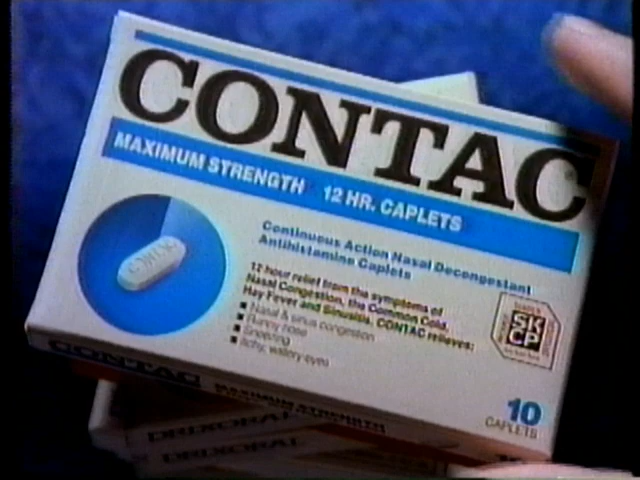 CONTAC
MAXIMUM STRENGTH 12 HR. CAPLETS
CONTAC
Continuous Action Nasal Decongestant
Antihistamine Caplets
12 hour relief from the symptoms of
Nasal Congestion, the Common Cold,
Hay Fever and Sinusitis. CONTAC relieves:
■ Nasal & sinus congestion
■ Runny nose
■ Sneezing
■ Itchy, watery eyes
SK
CP
10
CAPLETS
CONTAC MAXIMUM STRENGTH
DRIXORAL
DRIXORAL